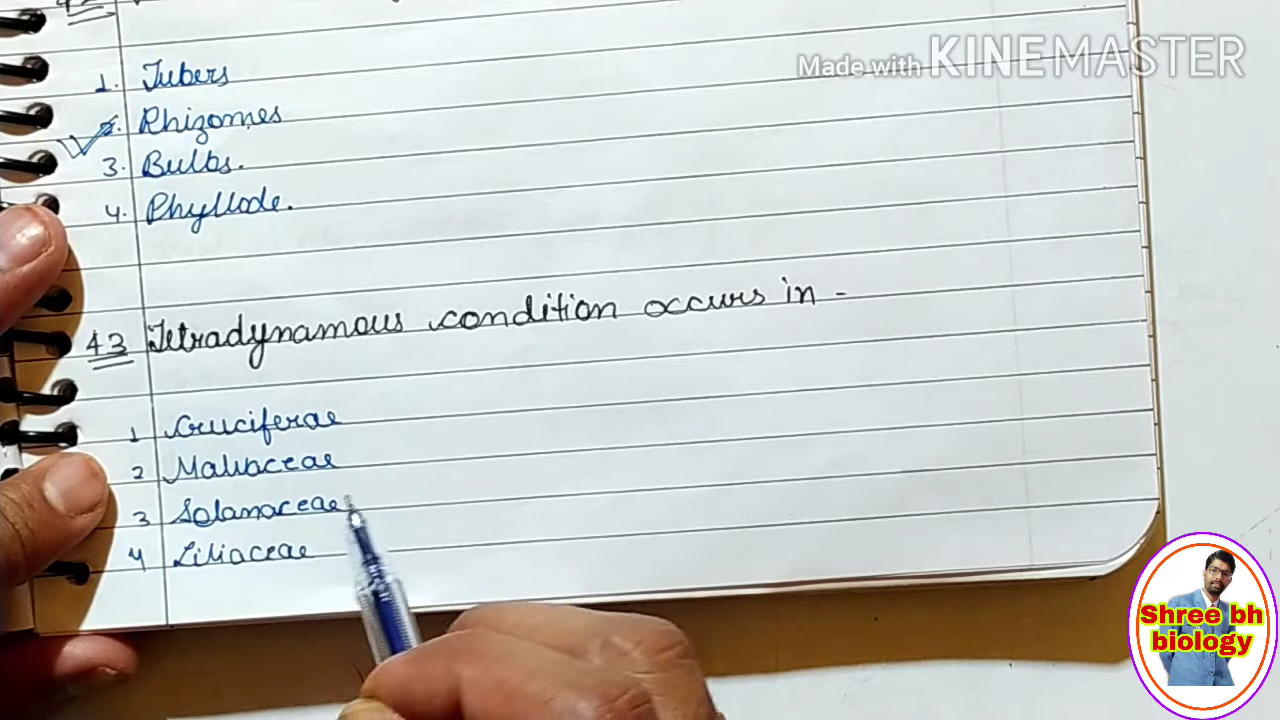 Made with KINEMASTER
1. Tubers
2. Rhizomes
3. Bulbs.
4. Phyllode.
43 Tetradynamous condition occurs in -
1 Cruciferae
2 Malvaceae
3 Solanaceae
4 Liliaceae
Shree bh
biology